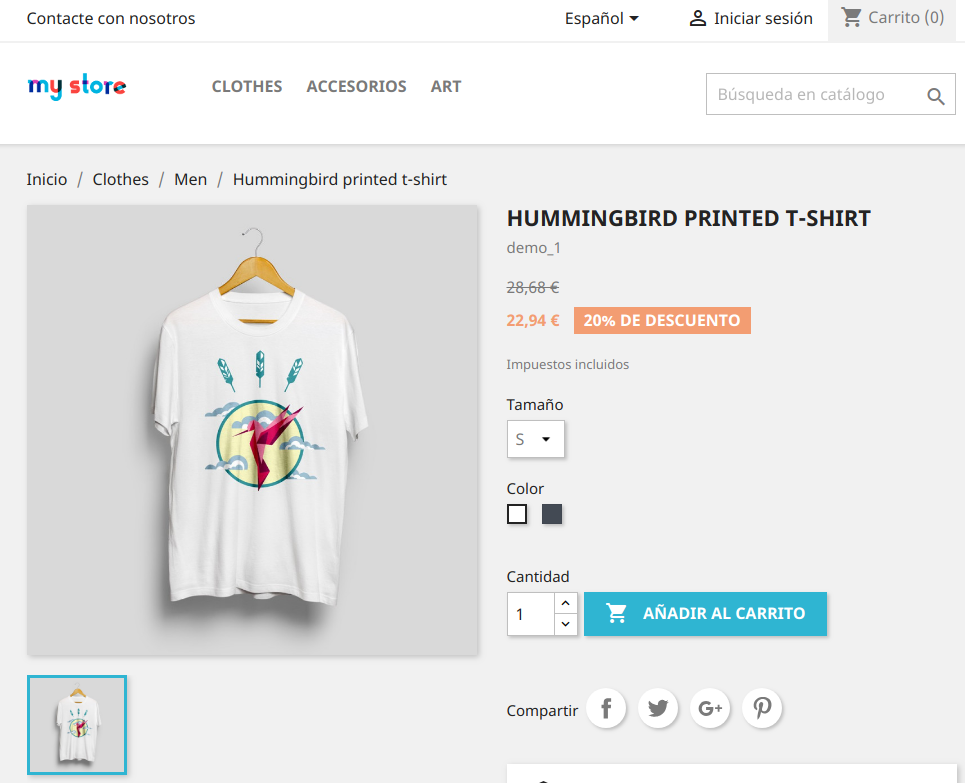 Contacte con nosotros
Español
Iniciar sesión
Carrito (0)
my store
CLOTHES
ACCESORIOS
ART
Búsqueda en catálogo
Inicio / Clothes / Men / Hummingbird printed t-shirt
HUMMINGBIRD PRINTED T-SHIRT
demo_1
28,68 €
22,94 € 20% DE DESCUENTO
Impuestos incluidos
Tamaño
S
Color
Cantidad
1
AÑADIR AL CARRITO
Compartir